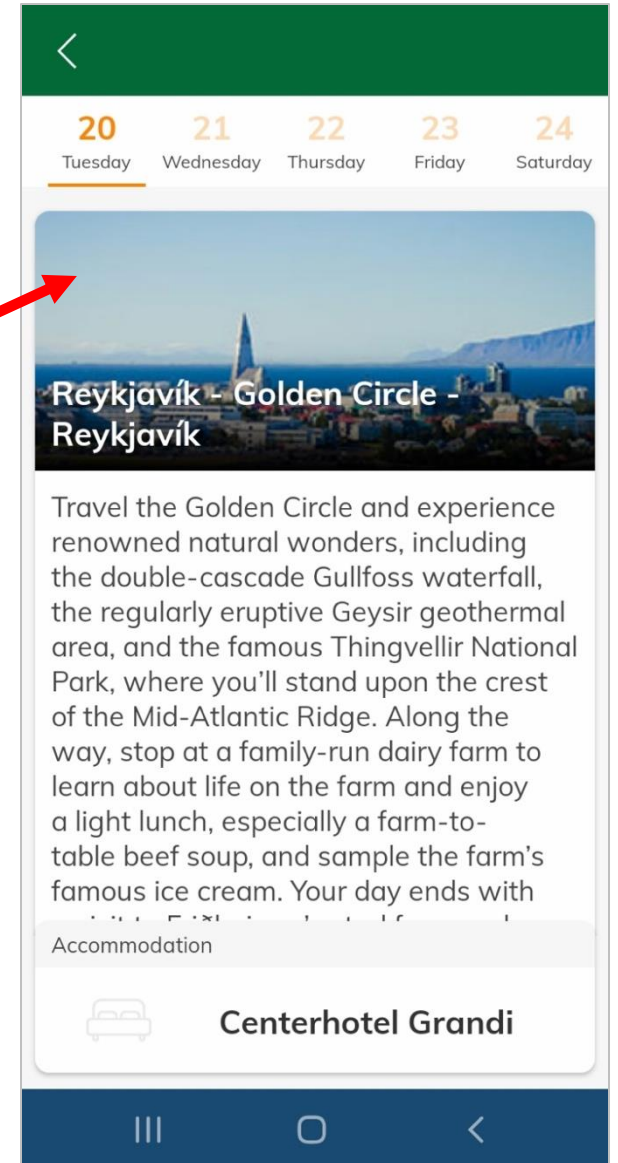 20 21 22 23 24
Tuesday Wednesday Thursday Friday Saturday
Reykjavík - Golden Circle -
Reykjavík
Travel the Golden Circle and experience
renowned natural wonders, including
the double-cascade Gullfoss waterfall,
the regularly eruptive Geysir geothermal
area, and the famous Thingvellir National
Park, where you'll stand upon the crest
of the Mid-Atlantic Ridge. Along the
way, stop at a family-run dairy farm to
learn about life on the farm and enjoy
a light lunch, especially a farm-to-
table beef soup, and sample the farm's
famous ice cream. Your day ends with
Accommodation
Centerhotel Grandi